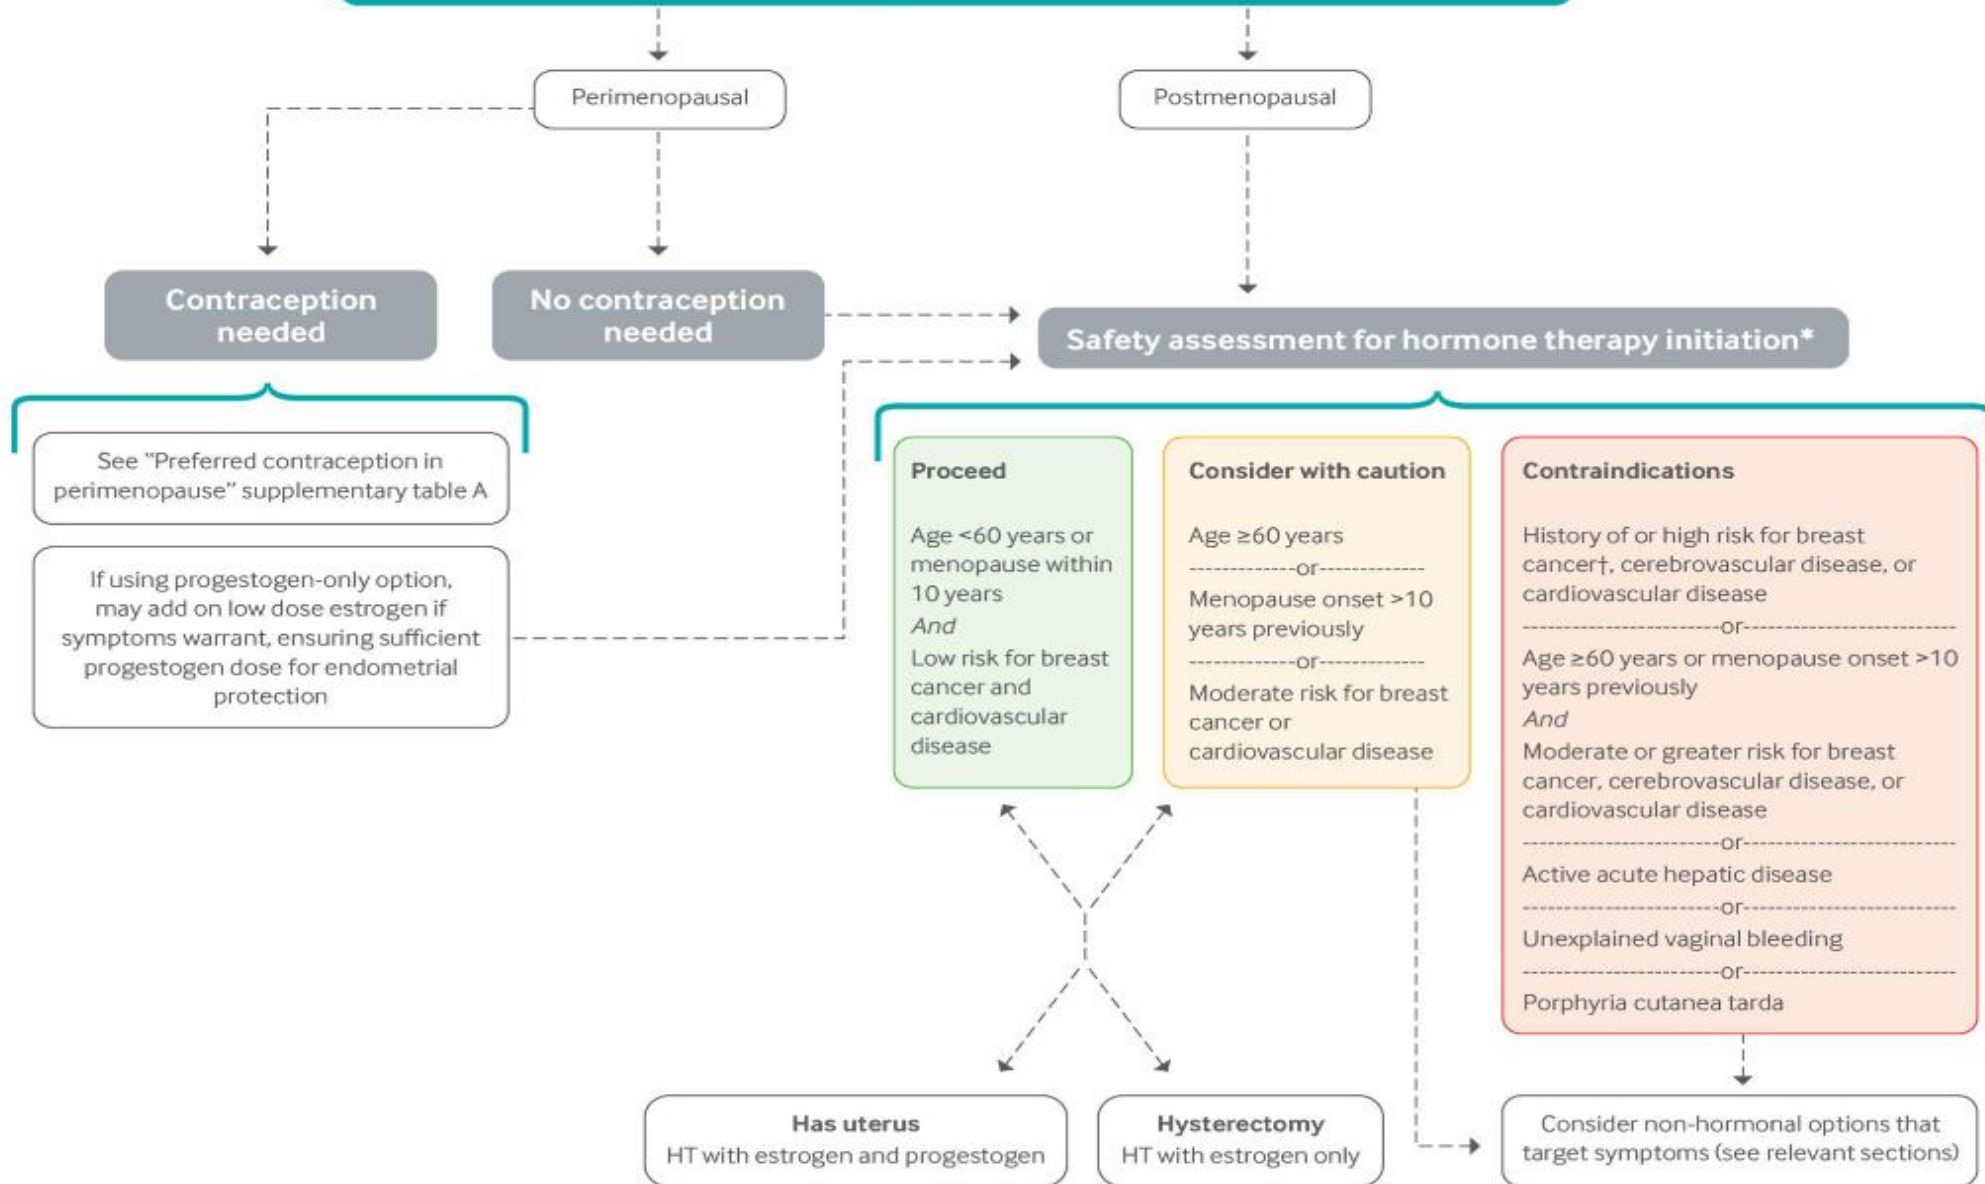 Perimenopausal
Postmenopausal
Contraception
needed
No contraception
needed
Safety assessment for hormone therapy initiation*
See "Preferred contraception in
perimenopause" supplementary table A
If using progestogen-only option,
may add on low dose estrogen if
symptoms warrant, ensuring sufficient
progestogen dose for endometrial
protection
Proceed
Age <60 years or
menopause within
10 years
And
Low risk for breast
cancer and
cardiovascular
disease
Consider with caution
Age ≥60 years
or
Menopause onset >10
years previously
or
Moderate risk for breast
cancer or
cardiovascular disease
Contraindications
History of or high risk for breast
cancer†, cerebrovascular disease, or
cardiovascular disease
or
Age ≥60 years or menopause onset >10
years previously
And
Moderate or greater risk for breast
cancer, cerebrovascular disease, or
cardiovascular disease
or
Active acute hepatic disease
or
Unexplained vaginal bleeding
or
Porphyria cutanea tarda
Has uterus
HT with estrogen and progestogen
Hysterectomy
HT with estrogen only
Consider non-hormonal options that
target symptoms (see relevant sections)